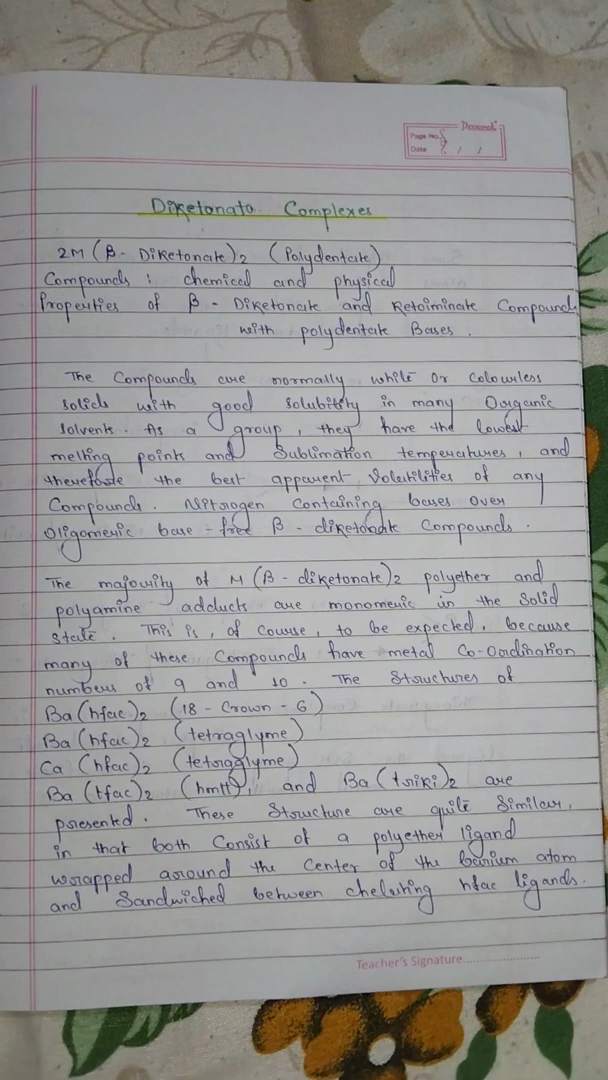 Page No.
Date / /
Diketonato Complexes
2M (β- Diketonate)2 (Polydentate)
Compounds : chemical and physical
Properties of β - Diketonate and Ketoiminate Compounds
with polydentate Bases .
The Compounds are normally white or colourless
solids with good solubility in many Organic
solvents. As a group, they have the lowest
melting points and Sublimation temperatures, and
therefore the best apparent Volatilities of any
Compounds. Nitrogen Containing bases over
Oligomeric base - free β - diketonate Compounds .
The majority of M (β - diketonate)2 polyether and
polyamine adducts are monomeric in the Solid
State . This is, of Course, to be expected. because
many of these Compounds have metal Co-Ordination
numbers of 9 and 10 . The Structures of
Ba (hfac)2 (18 - Crown - 6)
Ba (hfac)2 (tetraglyme)
Ca (hfac)2 (tetraglyme)
Ba (tfac)2 (hmtt), and Ba (triki)2 are
presented . These Structure are quite Similar,
in that both Consist of a polyether ligand
wrapped around the Center of the barium atom
and Sandwiched between chelating hfac ligands.
Teacher's Signature